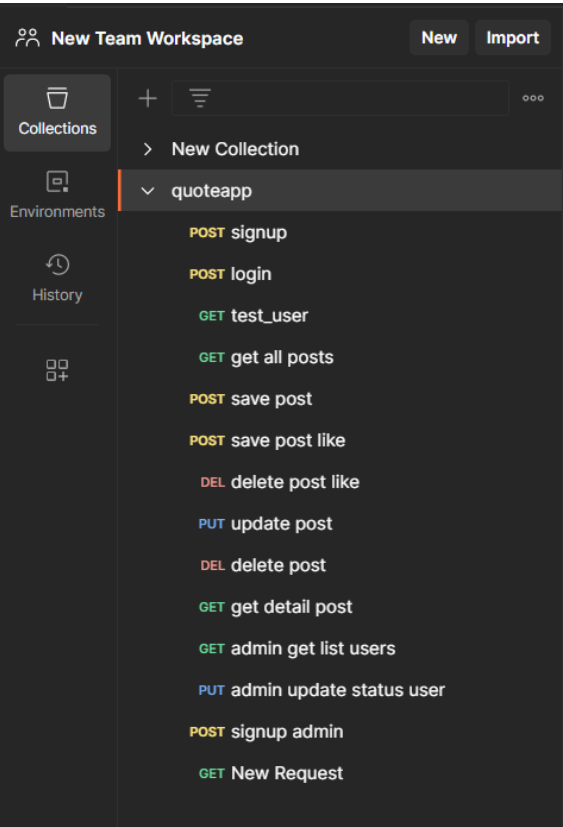 New Team Workspace
New
Import
Collections
Environments
History
New Collection
quoteapp
POST signup
POST login
GET test_user
GET get all posts
POST save post
POST save post like
DEL delete post like
PUT update post
DEL delete post
GET get detail post
GET admin get list users
PUT admin update status user
POST signup admin
GET New Request